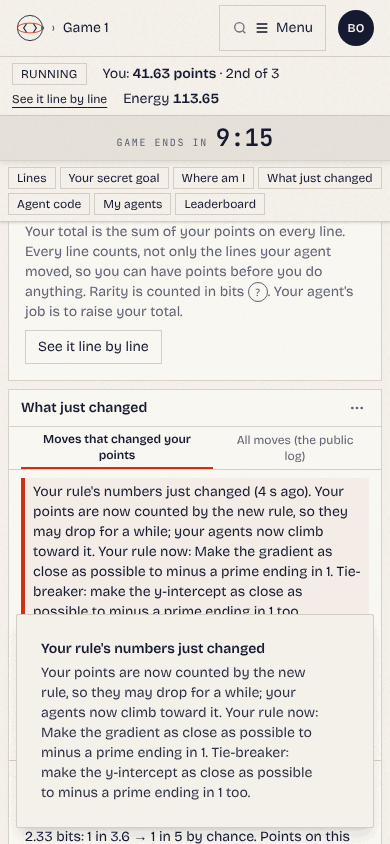 › Game 1
Menu
BO
RUNNING
You: 41.63 points · 2nd of 3
See it line by line
Energy 113.65
GAME ENDS IN 9:15
Lines
Your secret goal
Where am I
What just changed
Agent code
My agents
Leaderboard
Your total is the sum of your points on every line.
Every line counts, not only the lines your agent
moved, so you can have points before you do
anything. Rarity is counted in bits ?. Your agent's
job is to raise your total.
See it line by line
What just changed
Moves that changed your
points
All moves (the public
log)
Your rule's numbers just changed (4 s ago). Your
points are now counted by the new rule, so they
may drop for a while; your agents now climb
toward it. Your rule now: Make the gradient as
close as possible to minus a prime ending in 1. Tie-
breaker: make the y-intercept as close as
possible to minus a prime ending in 1 too.
Your rule's numbers just changed
Your points are now counted by the new
rule, so they may drop for a while; your
agents now climb toward it. Your rule now:
Make the gradient as close as possible to
minus a prime ending in 1. Tie-breaker:
make the y-intercept as close as possible
to minus a prime ending in 1 too.
2.33 bits: 1 in 3.6 → 1 in 5 by chance. Points on this